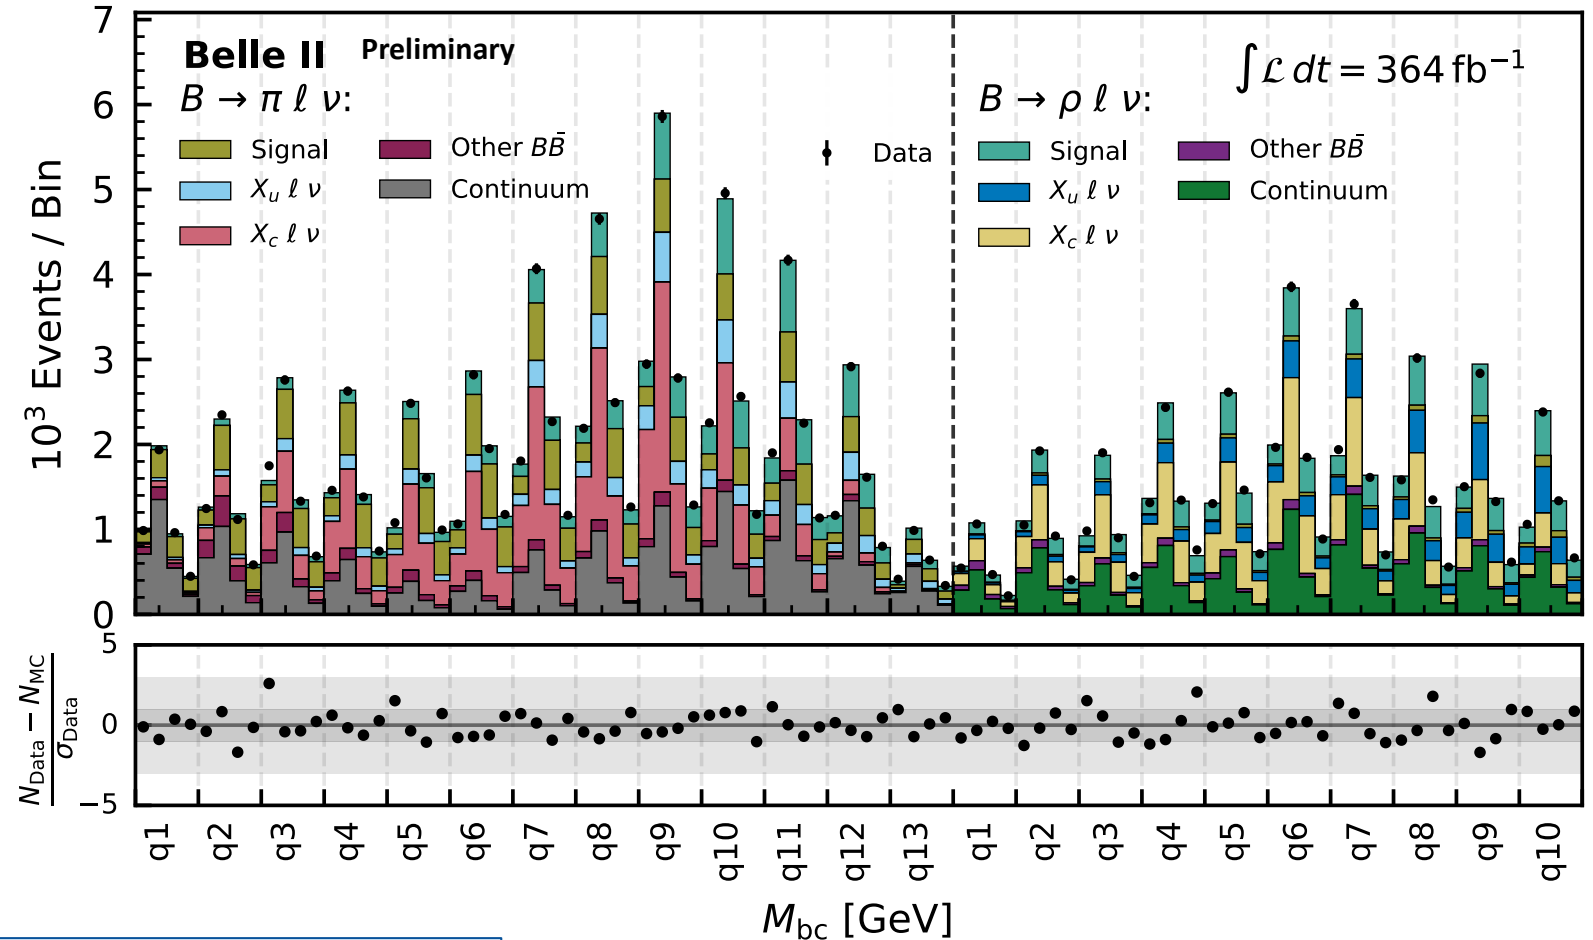 Belle II Preliminary
∫ ℒ dt = 364 fb⁻¹
B → π ℓ ν:
Signal
X_u ℓ ν
X_c ℓ ν
Other BB̄
Continuum
Data
B → ρ ℓ ν:
Signal
X_u ℓ ν
X_c ℓ ν
Other BB̄
Continuum
10³ Events / Bin
7
6
5
4
3
2
1
0
(N_Data − N_MC) / σ_Data
5
0
−5
q1 q2 q3 q4 q5 q6 q7 q8 q9 q10 q11 q12 q13 q1 q2 q3 q4 q5 q6 q7 q8 q9 q10
M_bc [GeV]